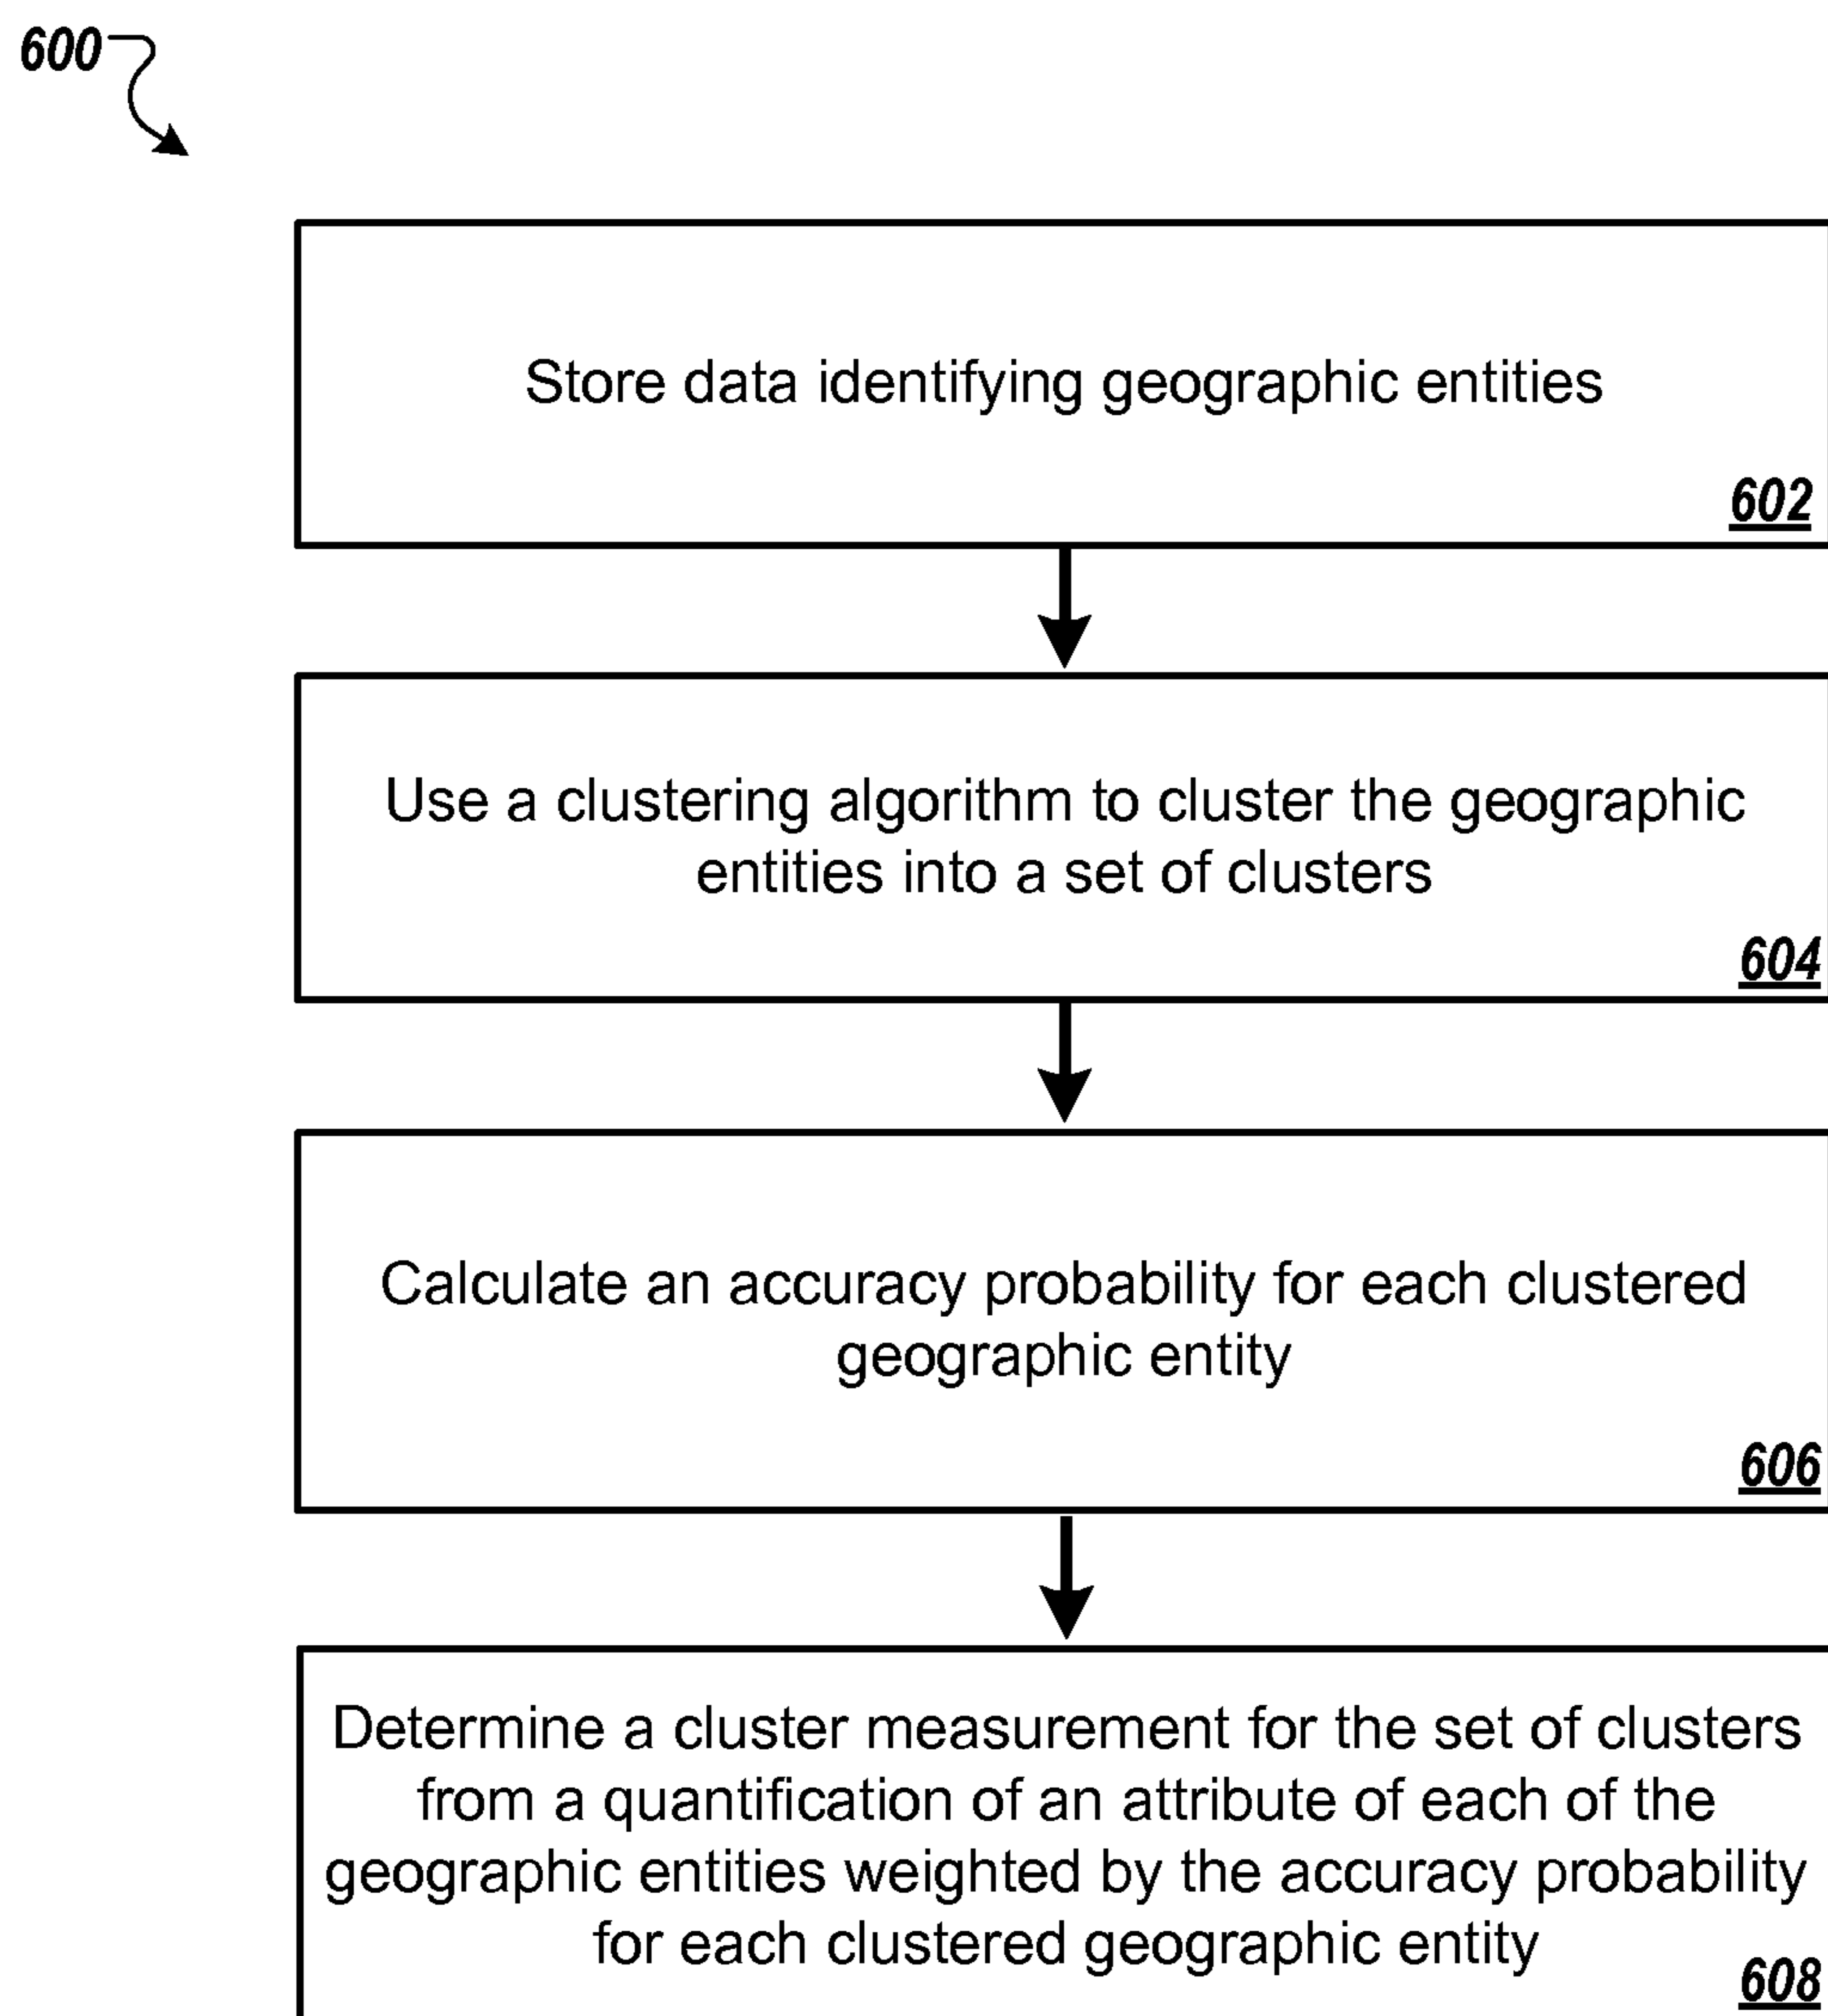 600
Store data identifying geographic entities
602
Use a clustering algorithm to cluster the geographic
entities into a set of clusters
604
Calculate an accuracy probability for each clustered
geographic entity
606
Determine a cluster measurement for the set of clusters
from a quantification of an attribute of each of the
geographic entities weighted by the accuracy probability
for each clustered geographic entity
608